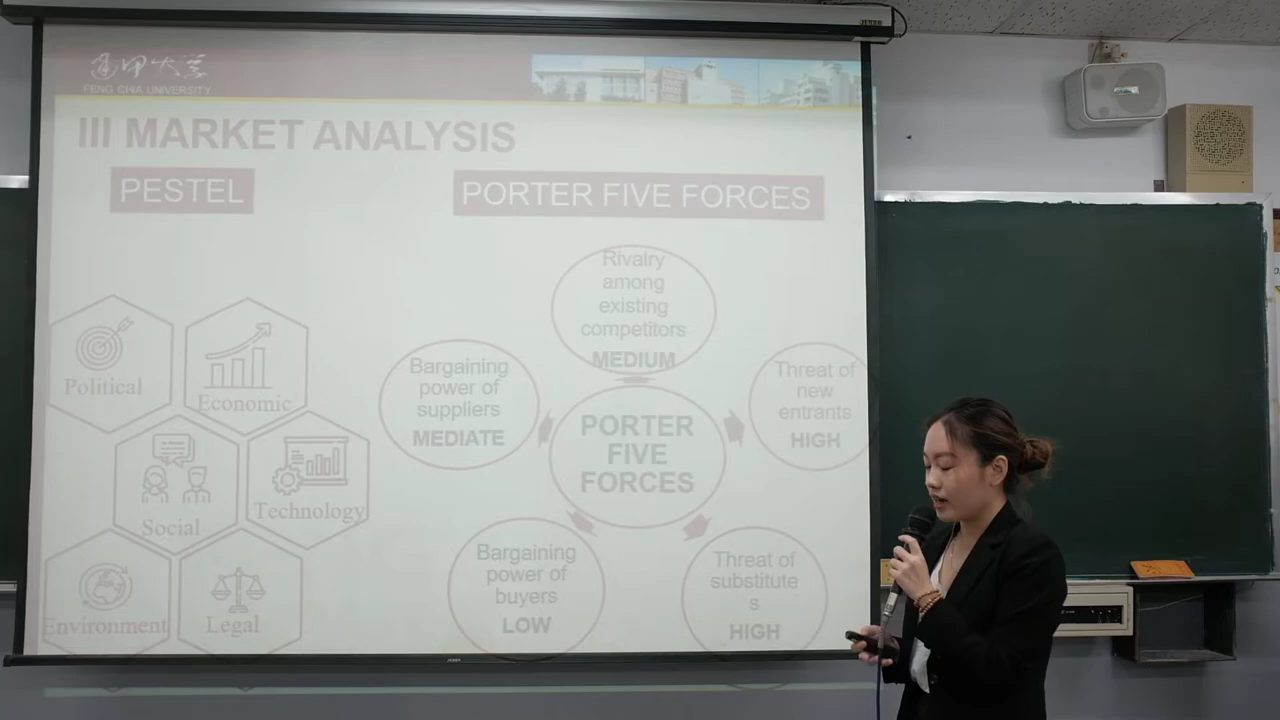 逢甲大學
FENG CHIA UNIVERSITY
III MARKET ANALYSIS
PESTEL
PORTER FIVE FORCES
Political
Economic
Social
Technology
Environment
Legal
Rivalry
among
existing
competitors
MEDIUM
Bargaining
power of
suppliers
MEDIATE
Threat of
new
entrants
HIGH
PORTER
FIVE
FORCES
Bargaining
power of
buyers
LOW
Threat of
substitute
s
HIGH